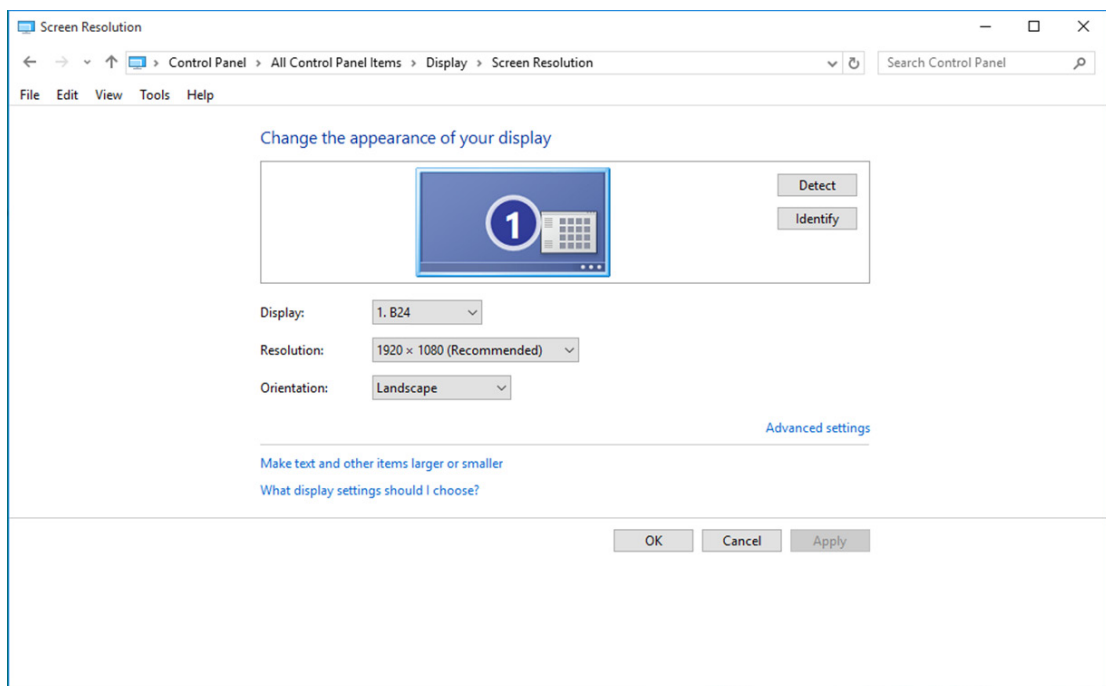 Screen Resolution
Control Panel > All Control Panel Items > Display > Screen Resolution
Search Control Panel
File Edit View Tools Help
Change the appearance of your display
1
Detect
Identify
Display: 1. B24
Resolution: 1920 × 1080 (Recommended)
Orientation: Landscape
Advanced settings
Make text and other items larger or smaller
What display settings should I choose?
OK Cancel Apply